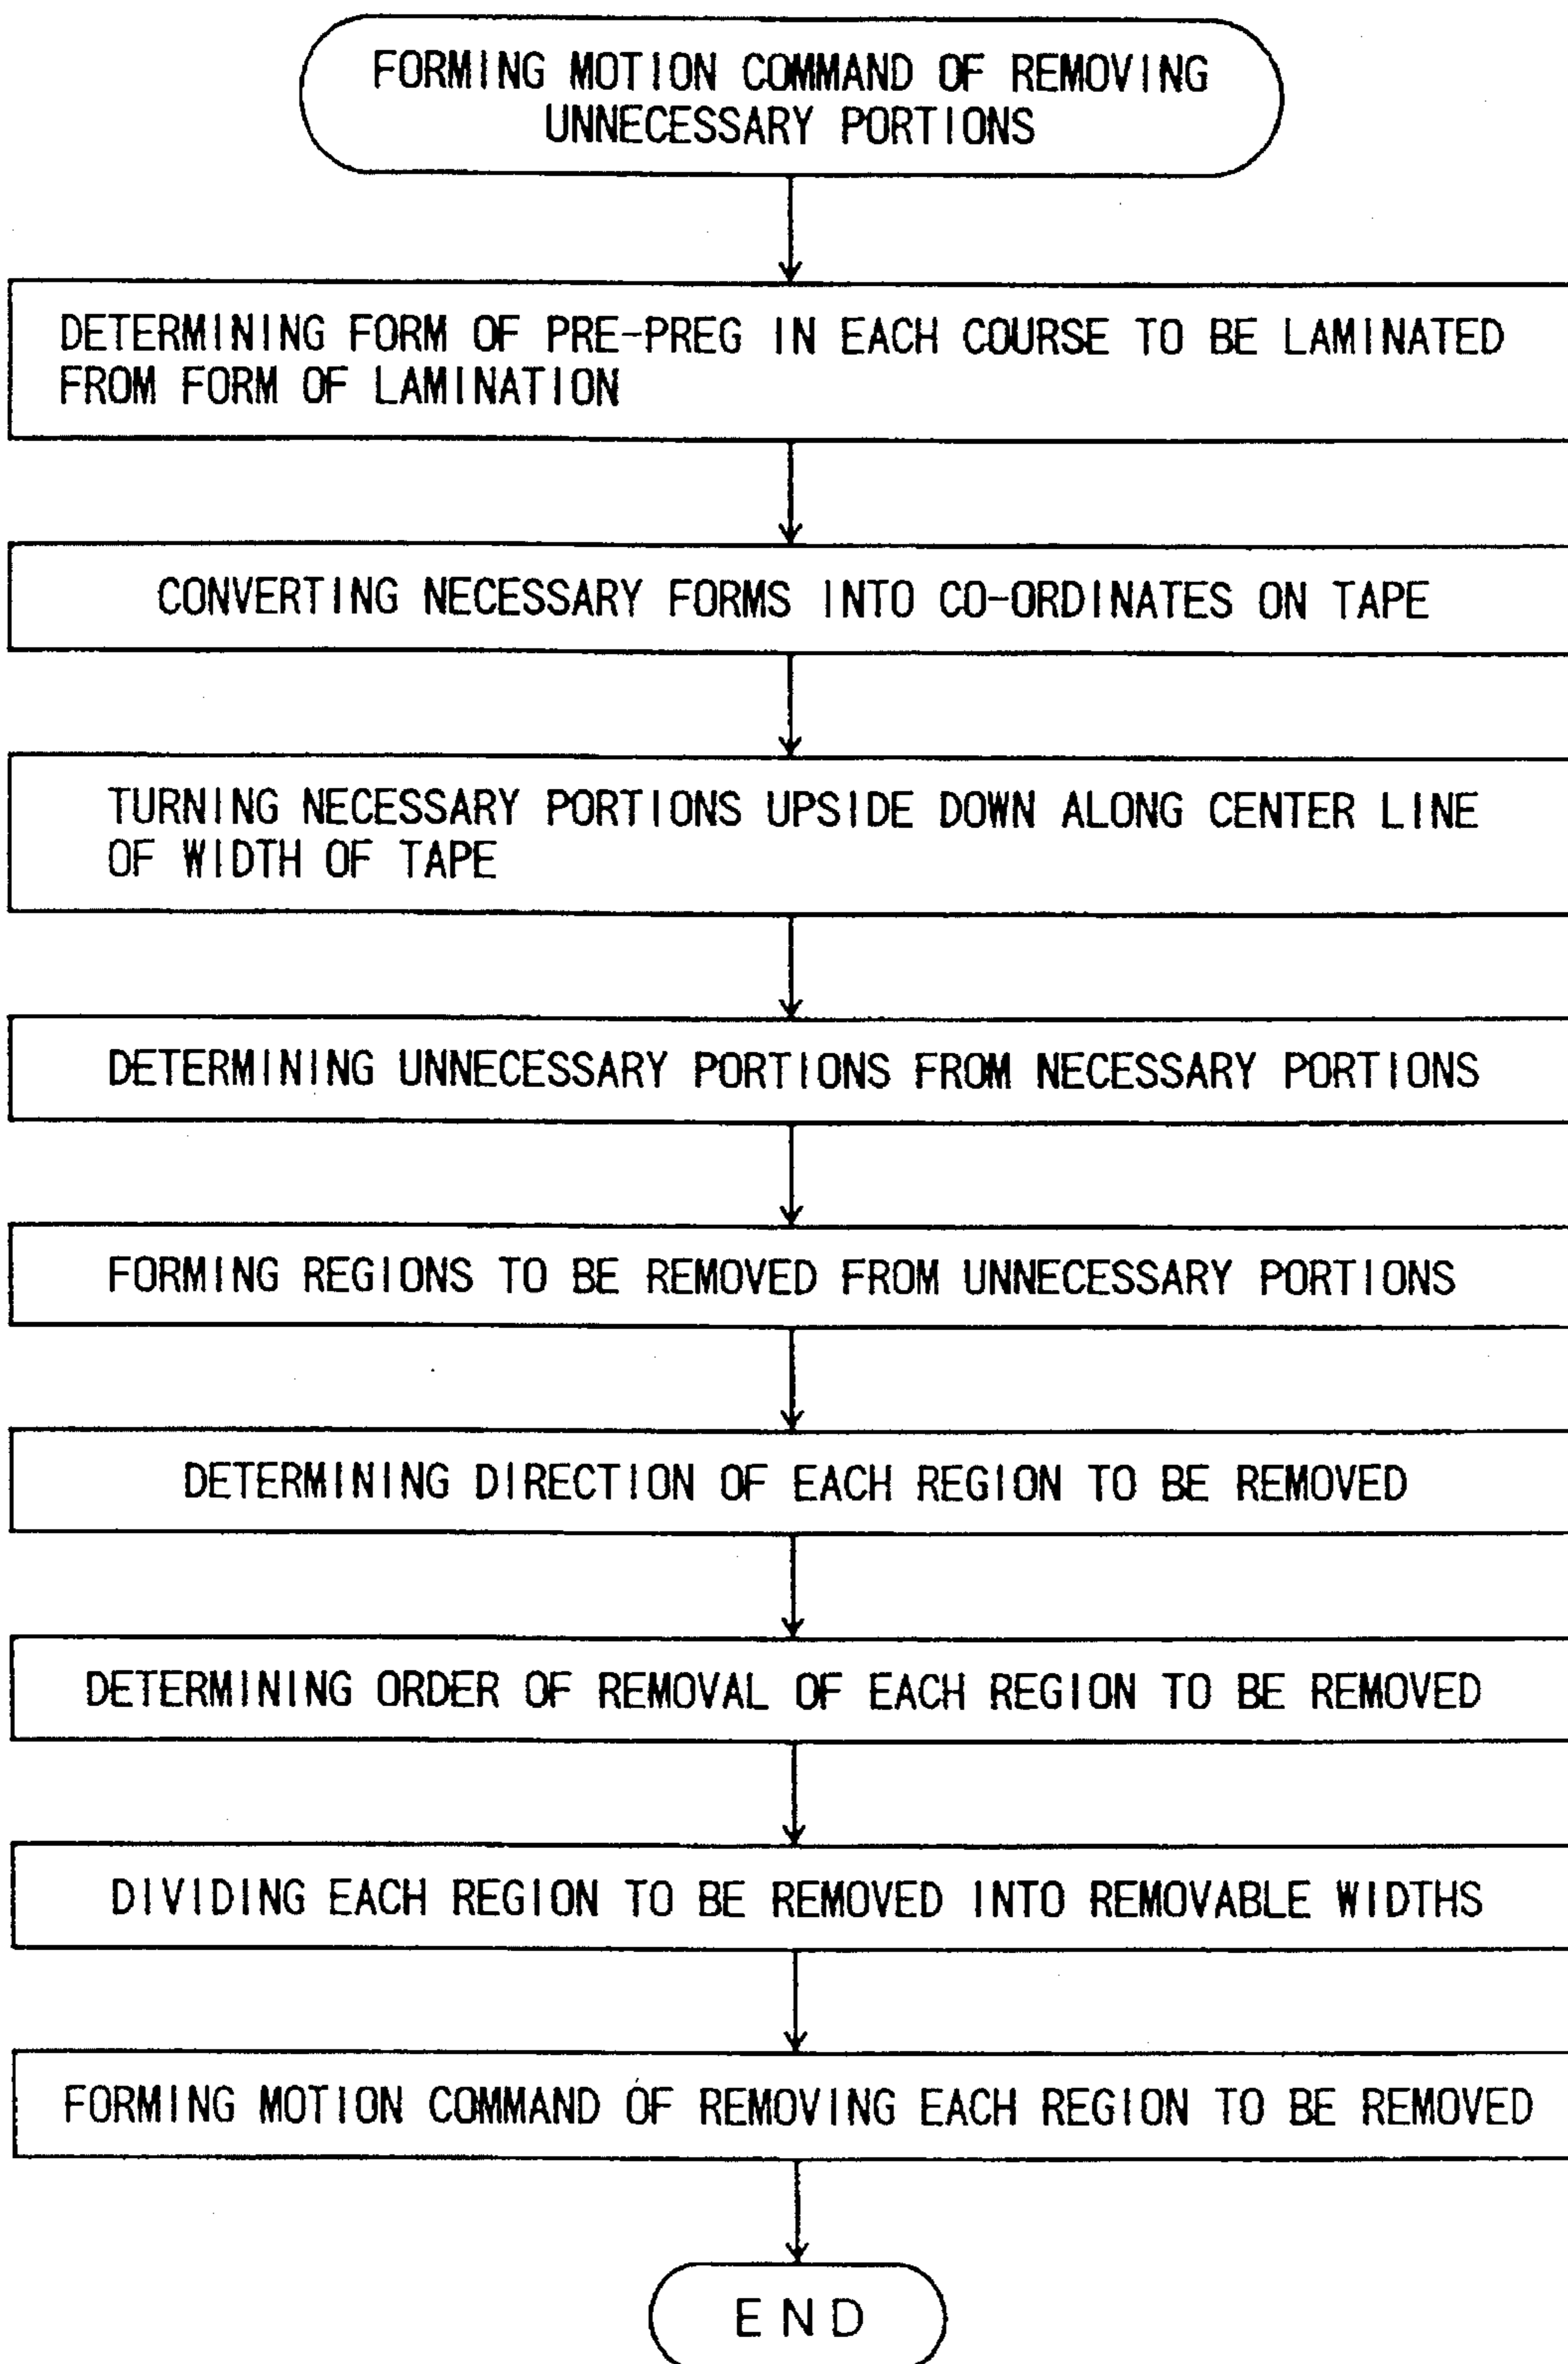 FORMING MOTION COMMAND OF REMOVING
UNNECESSARY PORTIONS
DETERMINING FORM OF PRE-PREG IN EACH COURSE TO BE LAMINATED
FROM FORM OF LAMINATION
CONVERTING NECESSARY FORMS INTO CO-ORDINATES ON TAPE
TURNING NECESSARY PORTIONS UPSIDE DOWN ALONG CENTER LINE
OF WIDTH OF TAPE
DETERMINING UNNECESSARY PORTIONS FROM NECESSARY PORTIONS
FORMING REGIONS TO BE REMOVED FROM UNNECESSARY PORTIONS
DETERMINING DIRECTION OF EACH REGION TO BE REMOVED
DETERMINING ORDER OF REMOVAL OF EACH REGION TO BE REMOVED
DIVIDING EACH REGION TO BE REMOVED INTO REMOVABLE WIDTHS
FORMING MOTION COMMAND OF REMOVING EACH REGION TO BE REMOVED
END